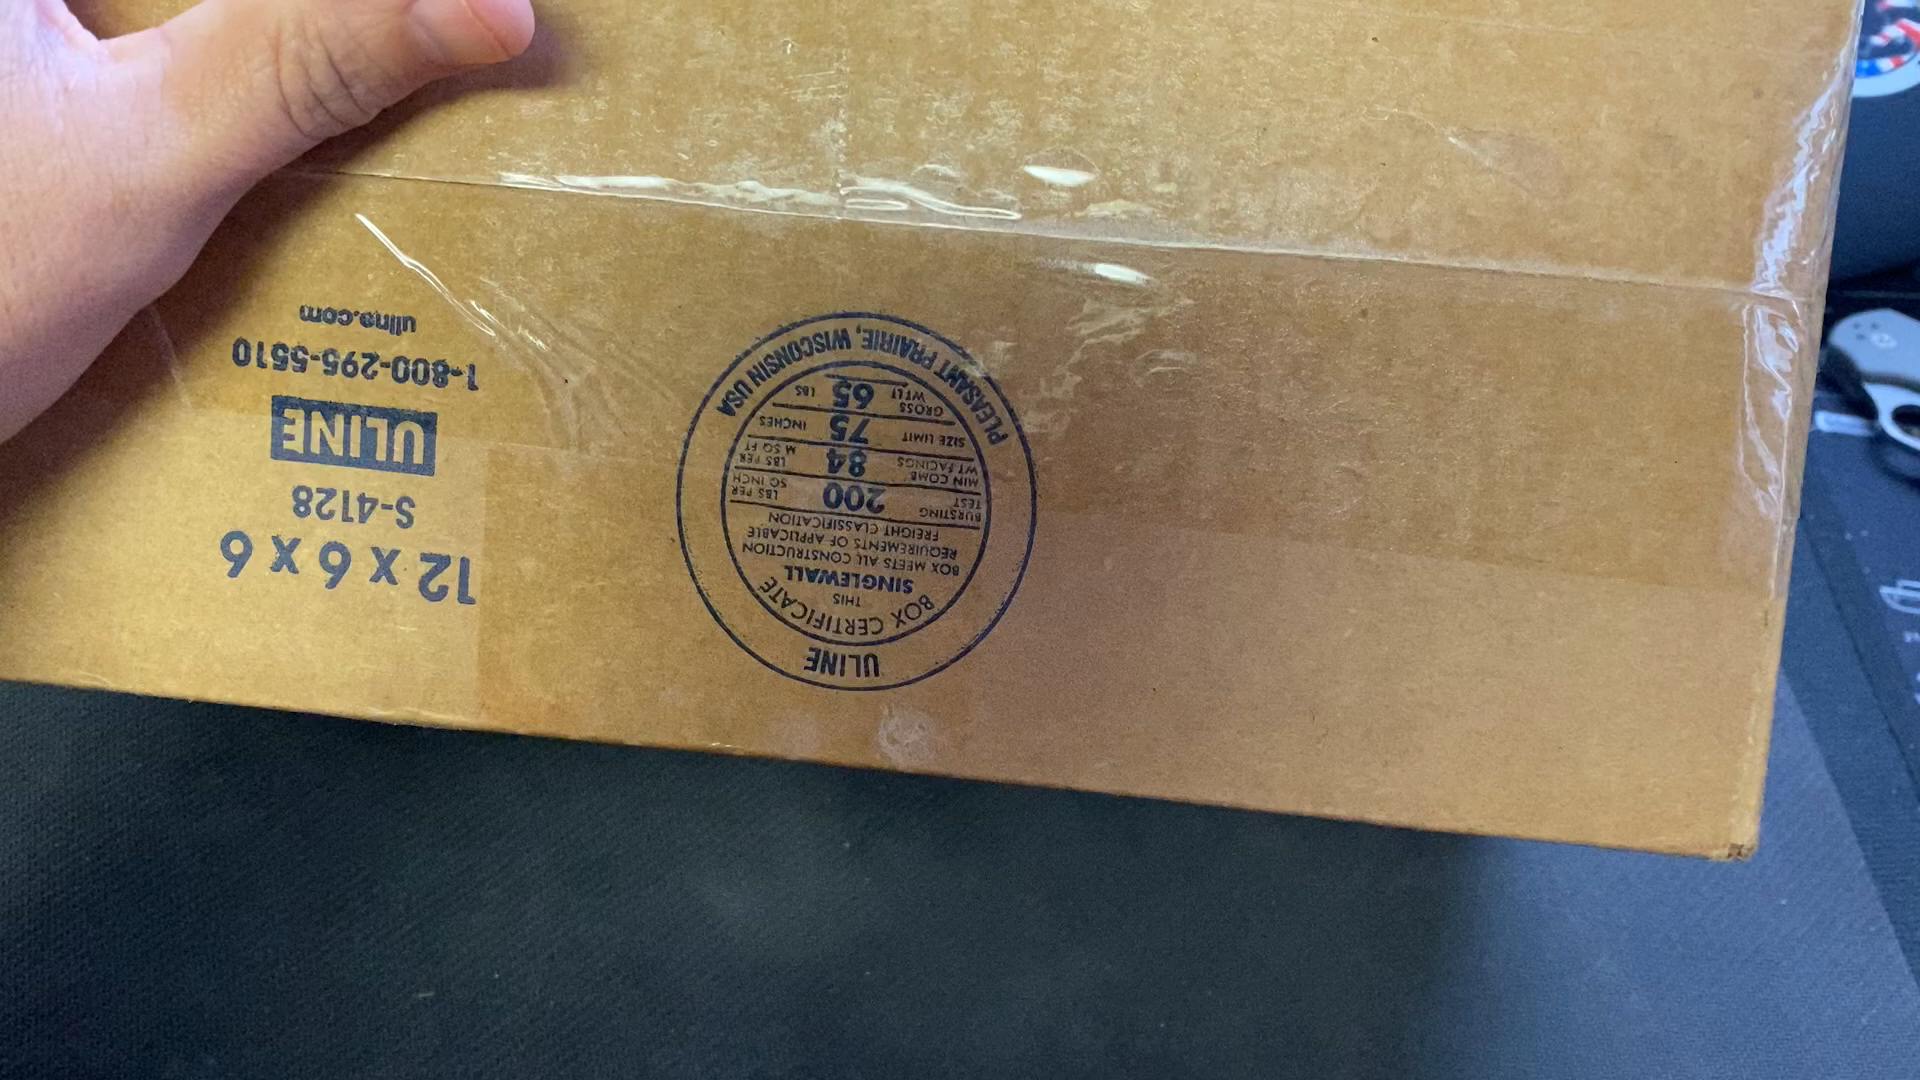 12 x 6 x 6
S-4128
ULINE
1-800-295-5510
uline.com
ULINE
BOX CERTIFICATE
THIS
SINGLEWALL
BOX MEETS ALL CONSTRUCTION
REQUIREMENTS OF APPLICABLE
FREIGHT CLASSIFICATION
BURSTING TEST 200 LBS PER SQ INCH
MIN COMB WT FACINGS 84 LBS PER M SQ FT
SIZE LIMIT 75 INCHES
GROSS WT LT 65 LBS
PLEASANT PRAIRIE, WISCONSIN USA